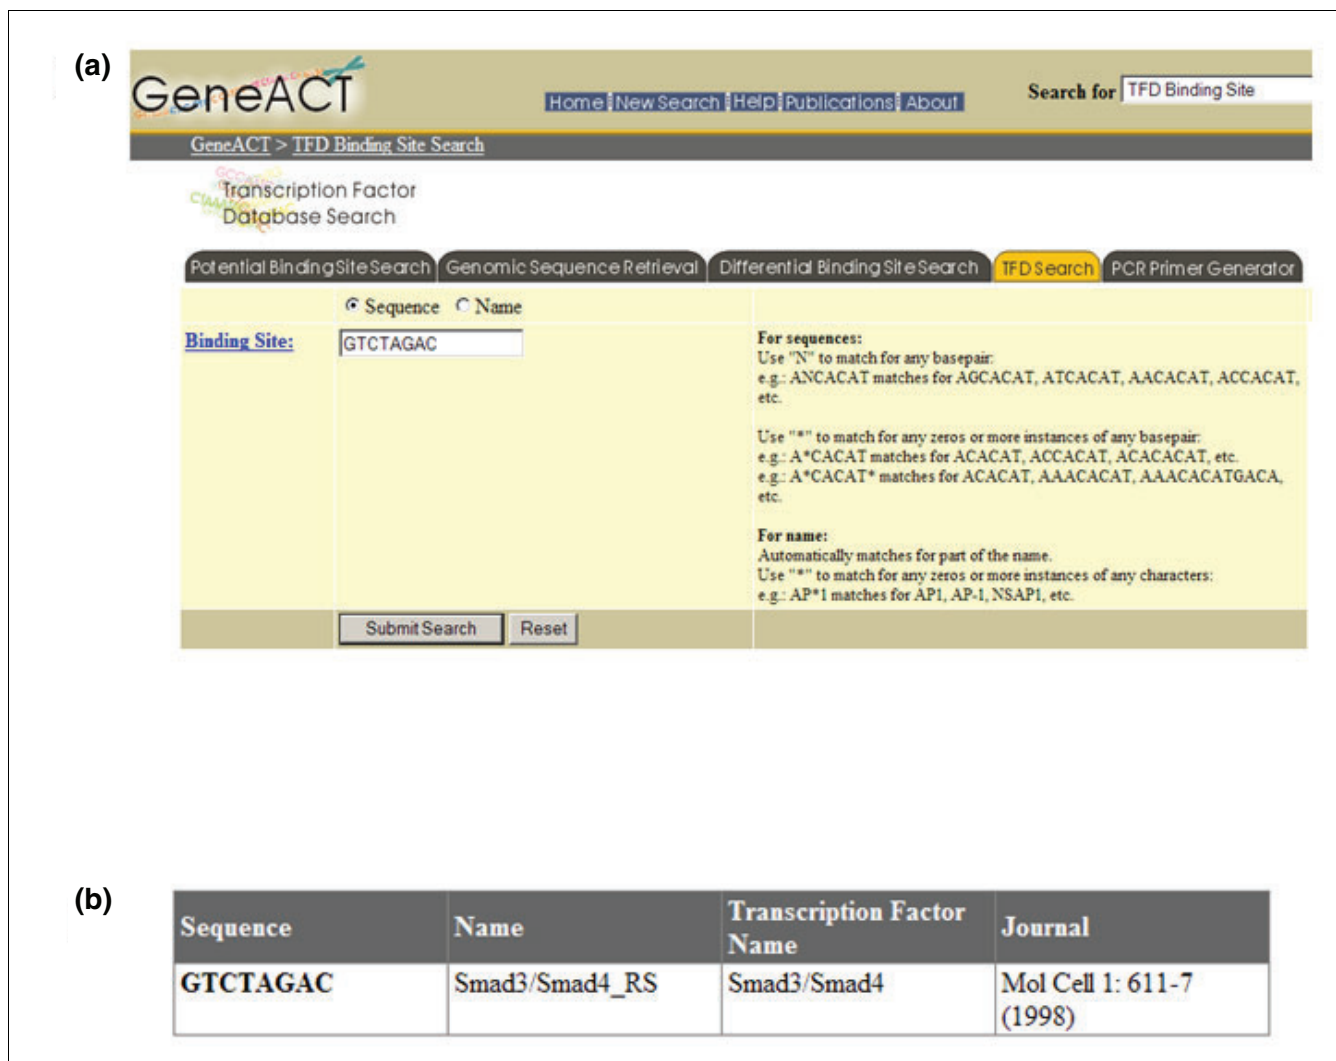 (a)
GeneACT
Home New Search Help Publications About
Search for TFD Binding Site
GeneACT > TFD Binding Site Search
Transcription Factor
Database Search
Potential Binding Site Search Genomic Sequence Retrieval Differential Binding Site Search TFD Search PCR Primer Generator
Sequence Name
Binding Site: GTCTAGAC
For sequences:
Use "N" to match for any basepair:
e.g.: ANCACAT matches for AGCACAT, ATCACAT, AACACAT, ACCACAT,
etc.
Use "*" to match for any zeros or more instances of any basepair:
e.g.: A*CACAT matches for ACACAT, ACCACAT, ACACACAT, etc.
e.g.: A*CACAT* matches for ACACAT, AAACACAT, AAACACATGACA,
etc.
For name:
Automatically matches for part of the name.
Use "*" to match for any zeros or more instances of any characters:
e.g.: AP*1 matches for AP1, AP-1, NSAP1, etc.
Submit Search Reset
(b)
Sequence Name Transcription Factor Name Journal
GTCTAGAC Smad3/Smad4_RS Smad3/Smad4 Mol Cell 1: 611-7
(1998)